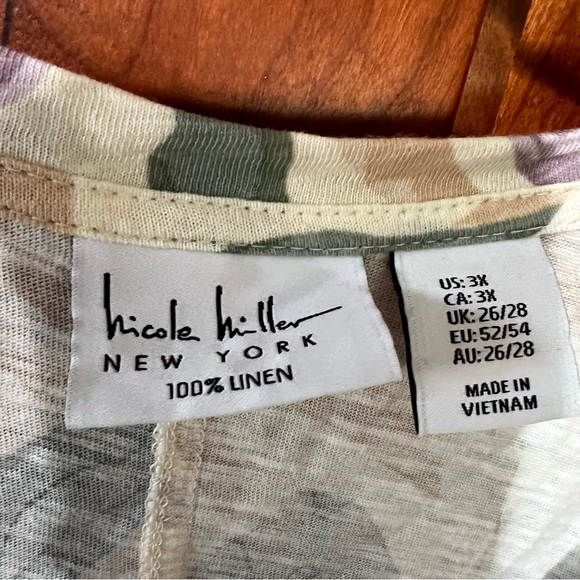 Nicole Miller
NEW YORK
100% LINEN
US: 3X
CA: 3X
UK: 26/28
EU: 52/54
AU: 26/28
MADE IN
VIETNAM